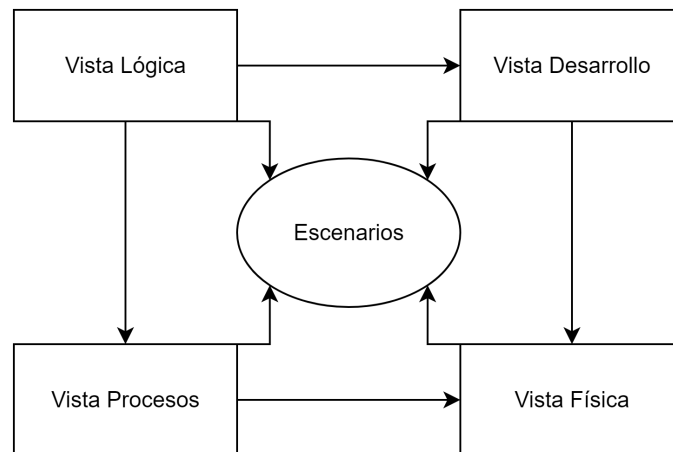 Vista Lógica
Vista Desarrollo
Escenarios
Vista Procesos
Vista Física